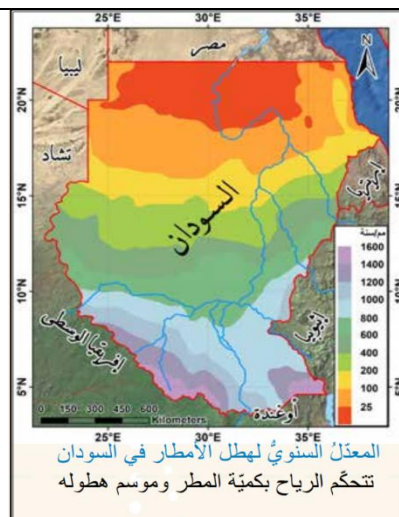 25°E 30°E 35°E
مصر
ليبيا
N
20°N
تشاد
إريتريا
السودان
15°N
مم/سنة
1600
1400
1200
1000
800
600
400
200
100
25
10°N
إثيوبيا
إفريقيا الوسطى
5°N
أوغندة
0 150 300 450 600
Kilometers
25°E 30°E 35°E
المعدّلُ السنويُّ لهطل الأمطار في السودان
تتحكّم الرياح بكميّة المطر وموسم هطوله